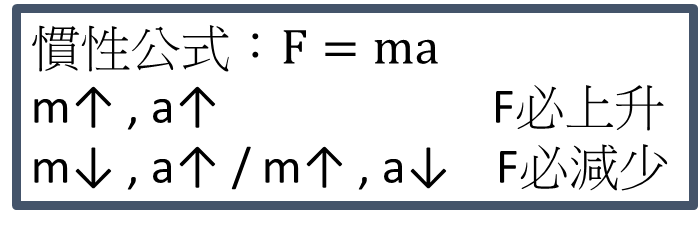 慣性公式：F = ma
m↑ , a↑ F必上升
m↓ , a↑ / m↑ , a↓ F必減少